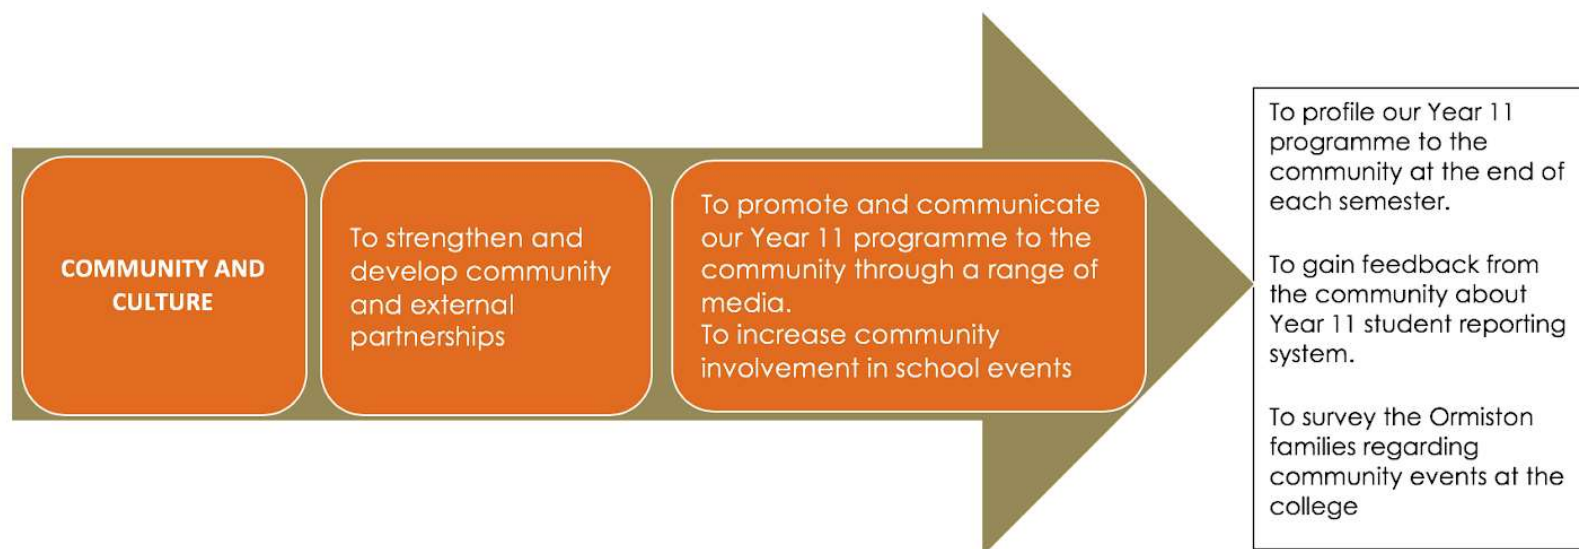 COMMUNITY AND
CULTURE
To strengthen and
develop community
and external
partnerships
To promote and communicate
our Year 11 programme to the
community through a range of
media.
To increase community
involvement in school events
To profile our Year 11
programme to the
community at the end of
each semester.
To gain feedback from
the community about
Year 11 student reporting
system.
To survey the Ormiston
families regarding
community events at the
college